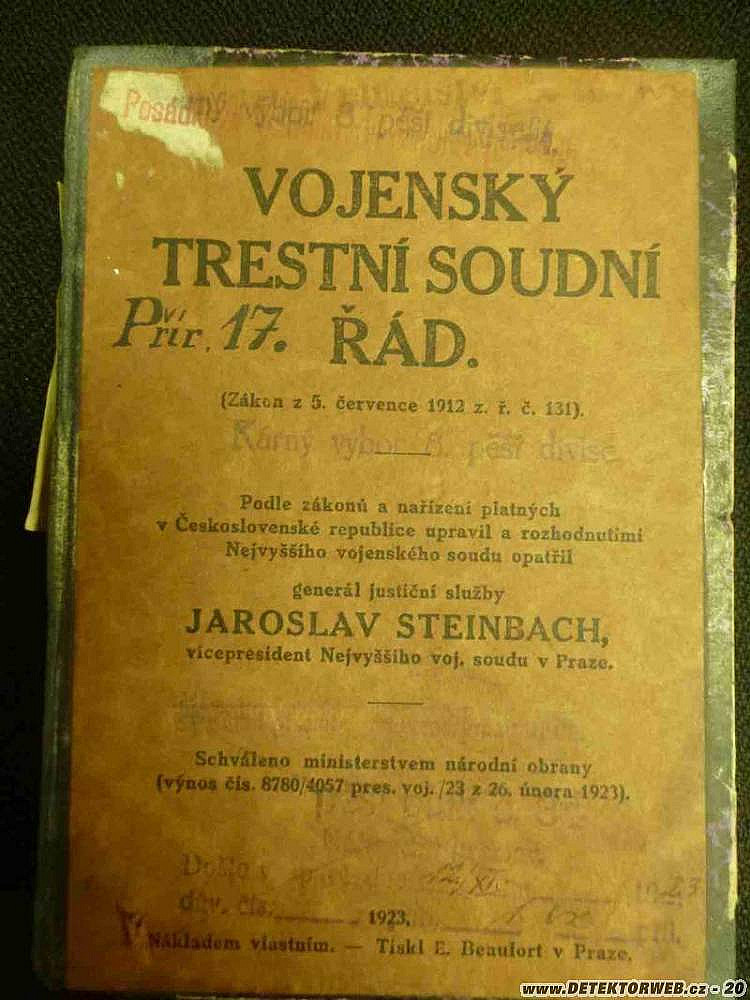 výbor 8. pěší divise
VOJENSKÝ
TRESTNÍ SOUDNÍ
Přír. 17. ŘÁD.
(Zákon z 5. července 1912 z. ř. č. 131).
Kárný výbor 8. pěší divise
Podle zákonů a nařízení platných
v Československé republice upravil a rozhodnutími
Nejvyššího vojenského soudu opatřil
generál justiční služby
JAROSLAV STEINBACH,
vicepresident Nejvyššího voj. soudu v Praze.
Schváleno ministerstvem národní obrany
(výnos čís. 8780/4057 pres. voj./23 z 26. února 1923).
Došlo
dův. čís.
1923,
Nákladem vlastním. — Tiskl E. Beaufort v Praze.
www.DETEKTORWEB.cz - 20